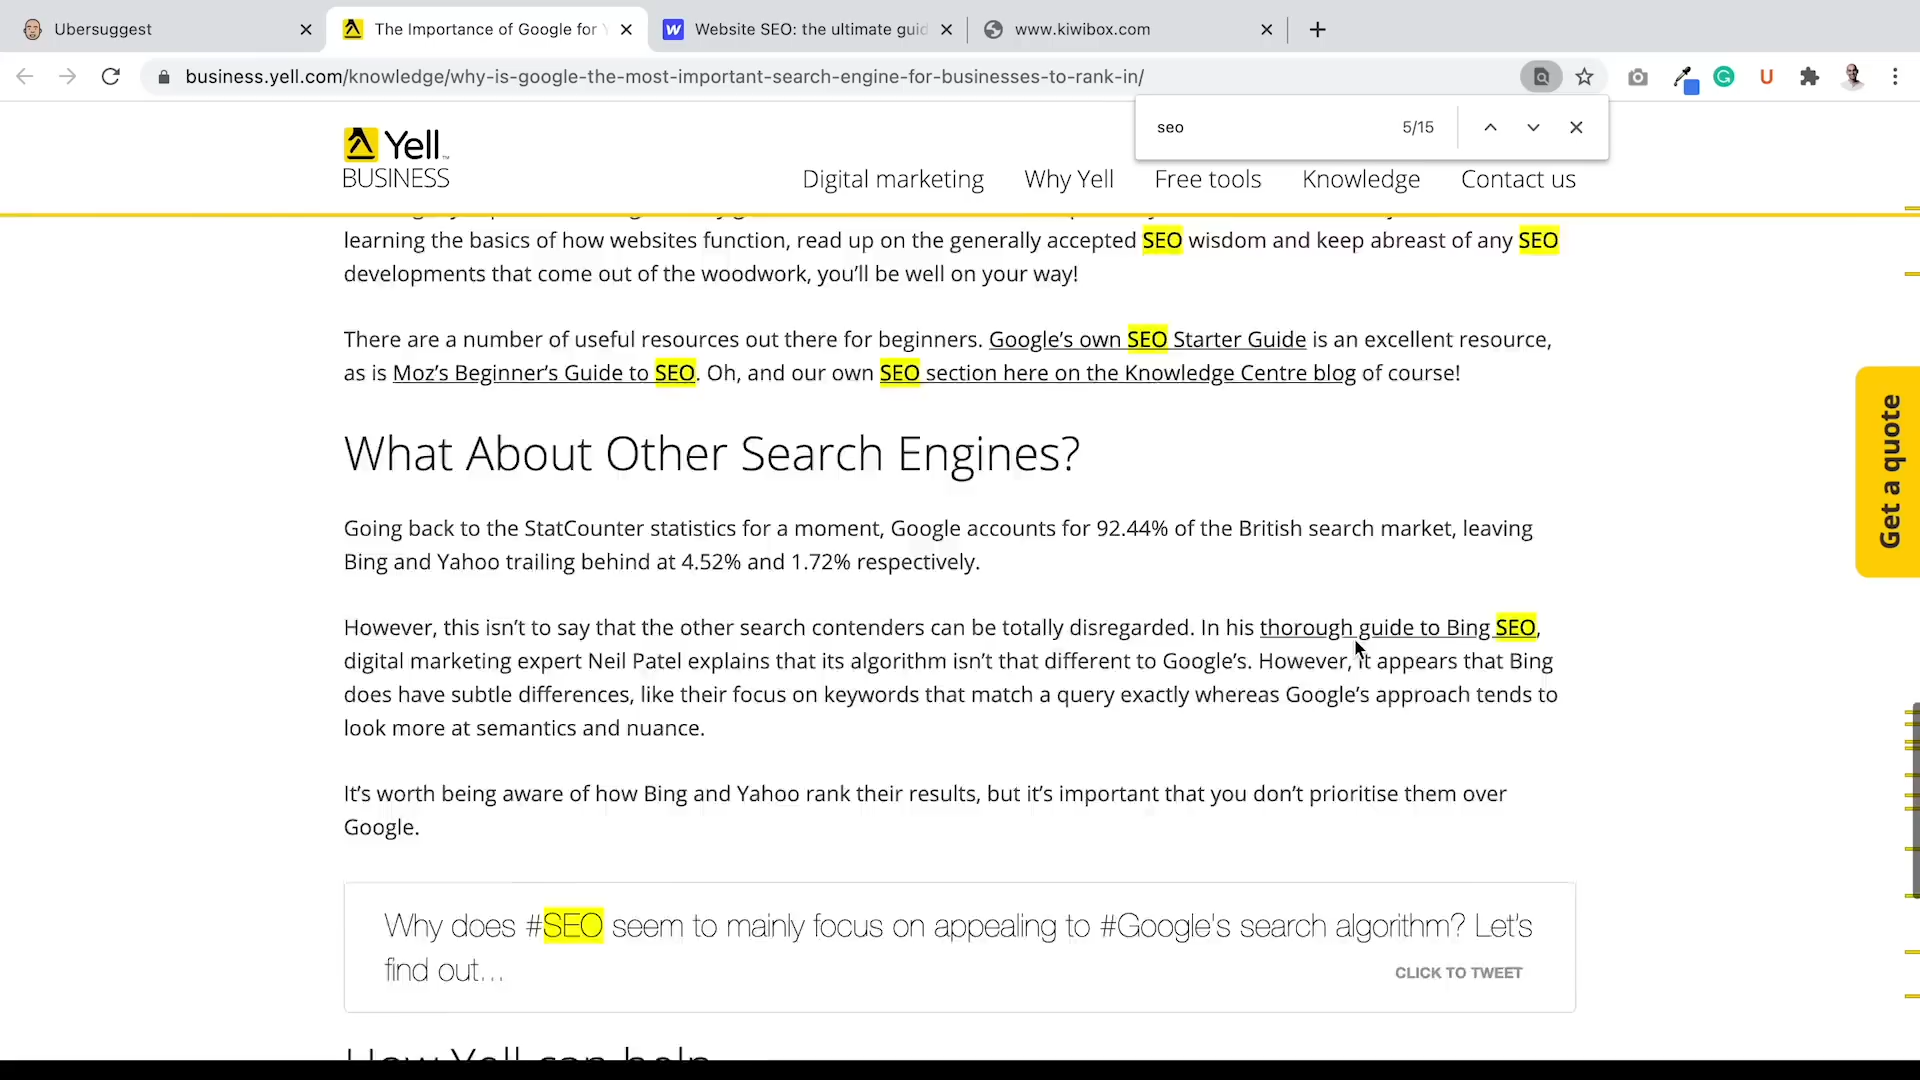 Ubersuggest
The Importance of Google for Y
Website SEO: the ultimate guid
www.kiwibox.com
business.yell.com/knowledge/why-is-google-the-most-important-search-engine-for-businesses-to-rank-in/
seo 5/15
Yell
BUSINESS
Digital marketing Why Yell Free tools Knowledge Contact us
learning the basics of how websites function, read up on the generally accepted SEO wisdom and keep abreast of any SEO
developments that come out of the woodwork, you’ll be well on your way!
There are a number of useful resources out there for beginners. Google’s own SEO Starter Guide is an excellent resource,
as is Moz’s Beginner’s Guide to SEO. Oh, and our own SEO section here on the Knowledge Centre blog of course!
What About Other Search Engines?
Going back to the StatCounter statistics for a moment, Google accounts for 92.44% of the British search market, leaving
Bing and Yahoo trailing behind at 4.52% and 1.72% respectively.
However, this isn’t to say that the other search contenders can be totally disregarded. In his thorough guide to Bing SEO,
digital marketing expert Neil Patel explains that its algorithm isn’t that different to Google’s. However, it appears that Bing
does have subtle differences, like their focus on keywords that match a query exactly whereas Google’s approach tends to
look more at semantics and nuance.
It’s worth being aware of how Bing and Yahoo rank their results, but it’s important that you don’t prioritise them over
Google.
Why does #SEO seem to mainly focus on appealing to #Google's search algorithm? Let's
find out...
CLICK TO TWEET
How Yell can help
Get a quote